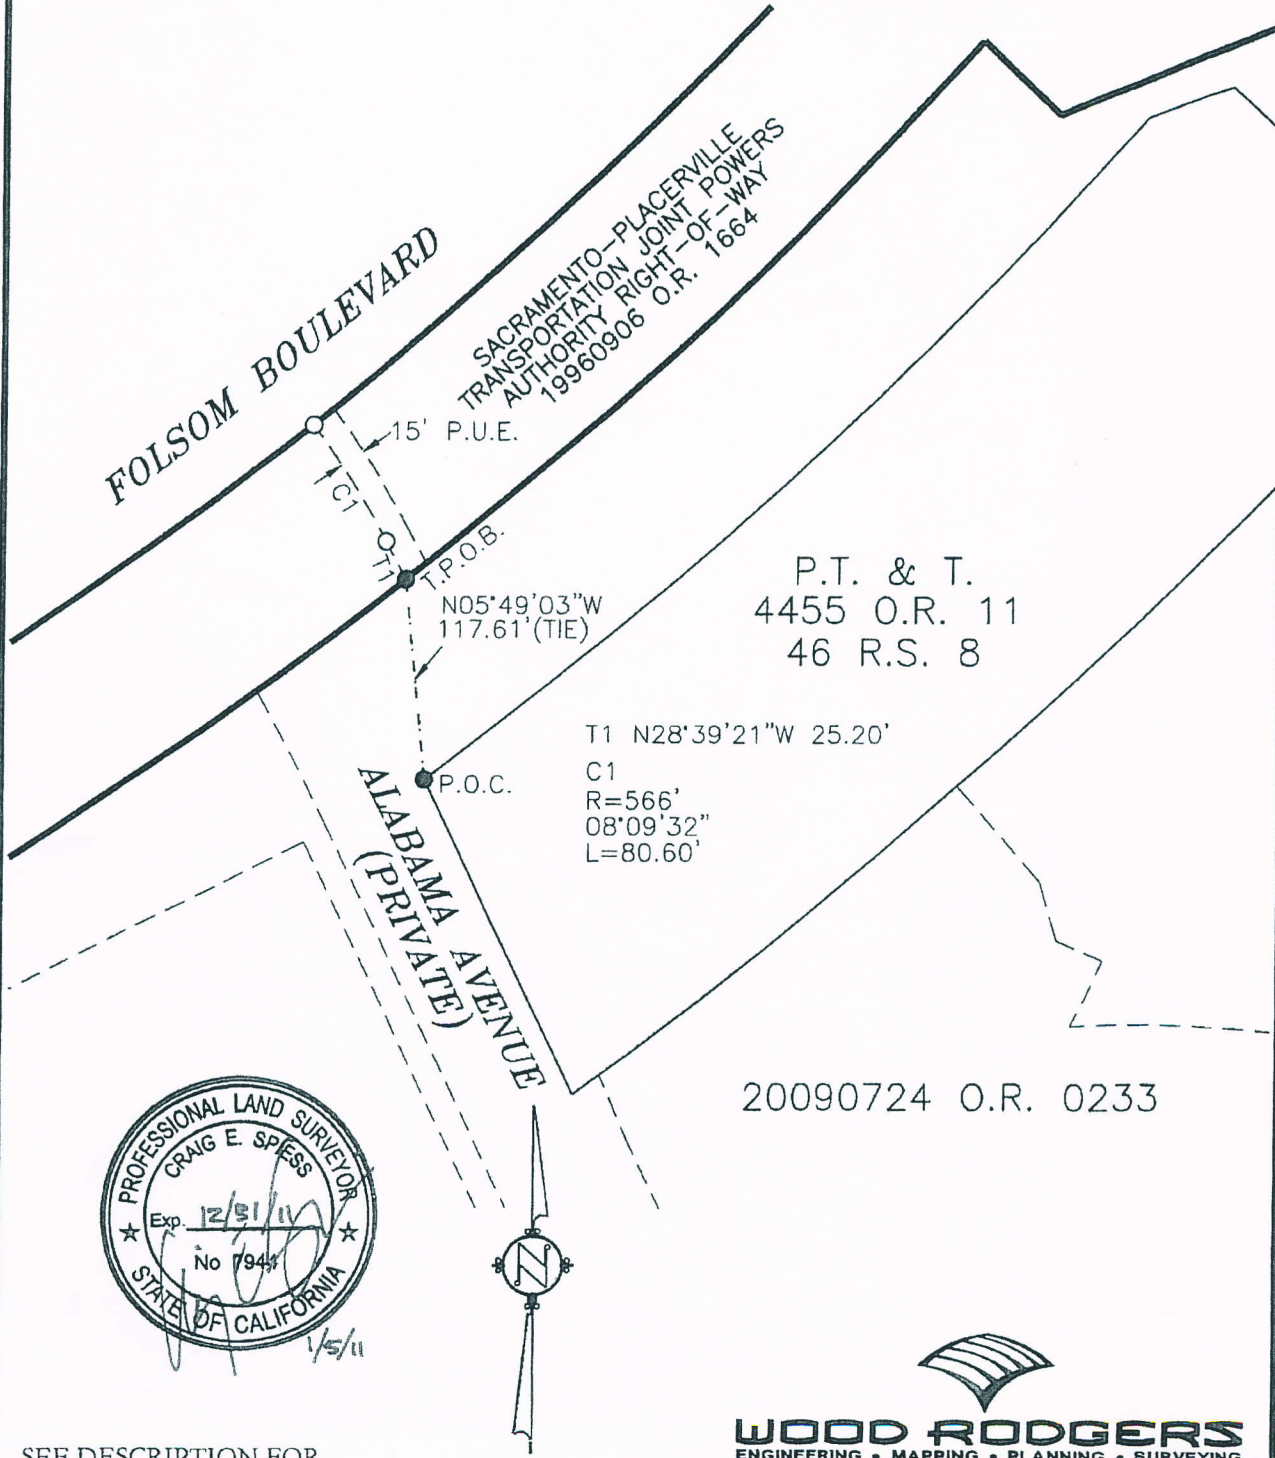 SACRAMENTO-PLACERVILLE
TRANSPORTATION JOINT POWERS
AUTHORITY RIGHT-OF-WAY
19960906 O.R. 1664
FOLSOM BOULEVARD
15' P.U.E.
C1
T1
T.P.O.B.
N05°49'03"W
117.61'(TIE)
P.T. & T.
4455 O.R. 11
46 R.S. 8
T1 N28°39'21"W 25.20'
C1
R=566'
08°09'32"
L=80.60'
P.O.C.
ALABAMA AVENUE
(PRIVATE)
20090724 O.R. 0233
PROFESSIONAL LAND SURVEYOR
CRAIG E. SPIESS
Exp. 12/31/11
No 7944
STATE OF CALIFORNIA
1/5/11
N
SEE DESCRIPTION FOR
WOOD RODGERS
ENGINEERING • MAPPING • PLANNING • SURVEYING